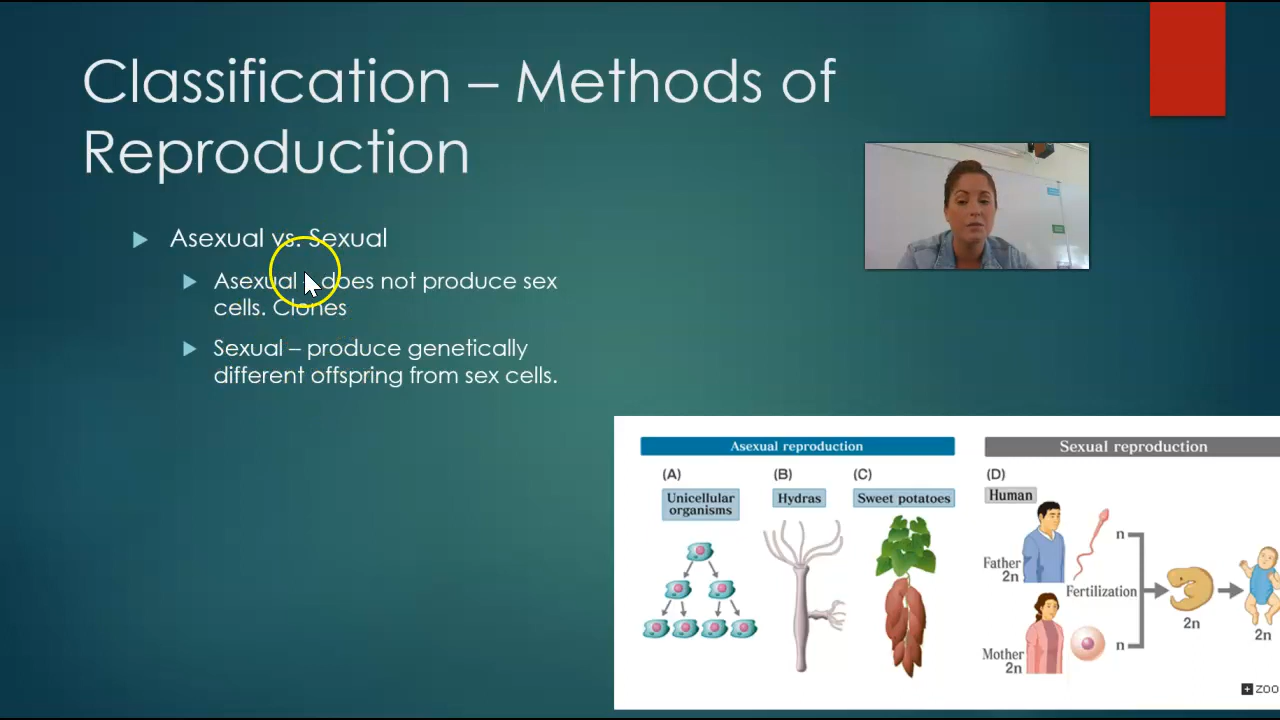 Classification – Methods of
Reproduction
Asexual vs. Sexual
Asexual – does not produce sex
cells. Clones
Sexual – produce genetically
different offspring from sex cells.
Asexual reproduction
Sexual reproduction
(A)
(B)
(C)
(D)
Unicellular
organisms
Hydras
Sweet potatoes
Human
n
Father
2n
Fertilization
2n
2n
Mother
2n
n
zoo